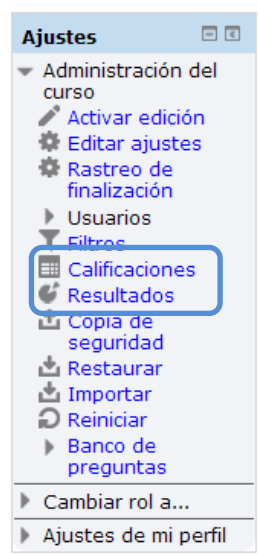 Ajustes
Administración del
curso
Activar edición
Editar ajustes
Rastreo de
finalización
Usuarios
Filtros
Calificaciones
Resultados
Copia de
seguridad
Restaurar
Importar
Reiniciar
Banco de
preguntas
Cambiar rol a...
Ajustes de mi perfil